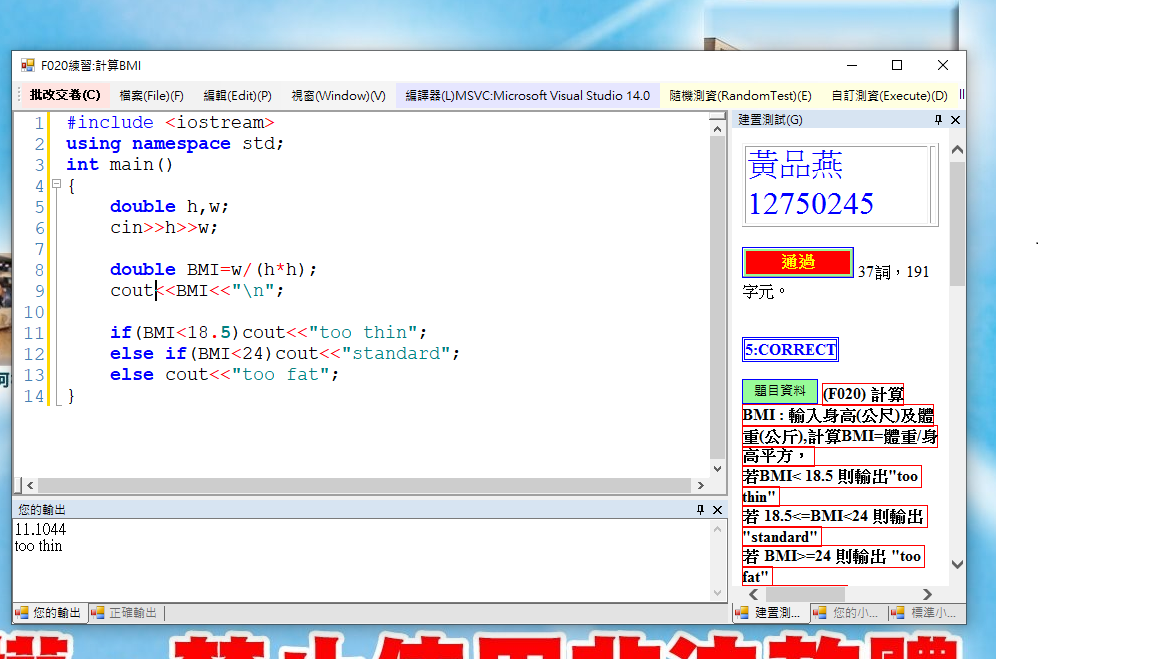 F020練習:計算BMI
批改交卷(C) 檔案(File)(F) 編輯(Edit)(P) 視窗(Window)(V) 編譯器(L)MSVC:Microsoft Visual Studio 14.0 隨機測資(RandomTest)(E) 自訂測資(Execute)(D)
1 #include <iostream>
2 using namespace std;
3 int main()
4 {
5 double h,w;
6 cin>>h>>w;
7
8 double BMI=w/(h*h);
9 cout<<BMI<<"\n";
10
11 if(BMI<18.5)cout<<"too thin";
12 else if(BMI<24)cout<<"standard";
13 else cout<<"too fat";
14 }
您的輸出
11.1044
too thin
您的輸出 正確輸出
建置測試(G)
黃品燕
12750245
通過 37詞，191
字元。
5:CORRECT
題目資料 (F020) 計算
BMI : 輸入身高(公尺)及體
重(公斤),計算BMI=體重/身
高平方，
若BMI< 18.5 則輸出"too
thin"
若 18.5<=BMI<24 則輸出
"standard"
若 BMI>=24 則輸出 "too
fat"
建置測... 您的小... 標準小...